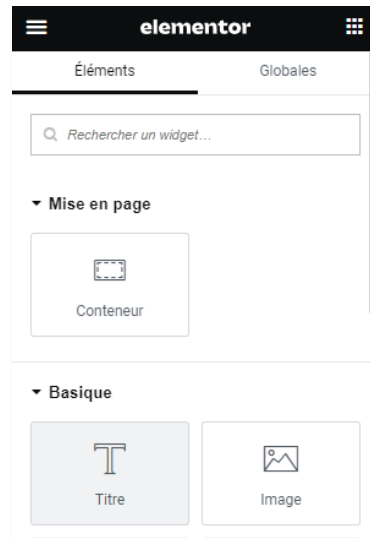 elementor
Éléments Globales
Rechercher un widget...
Mise en page
Conteneur
Basique
Titre Image